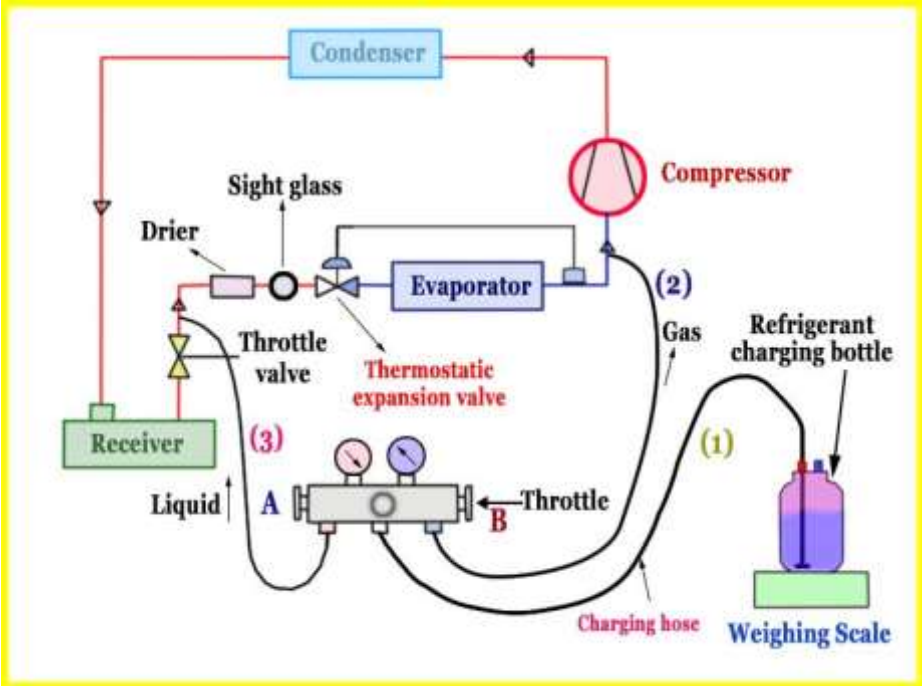 Condenser
Compressor
Sight glass
Drier
Evaporator
(2)
Gas
Refrigerant
charging bottle
Throttle
valve
Thermostatic
expansion valve
Receiver
(3)
(1)
Liquid
A
B
Throttle
Charging hose
Weighing Scale